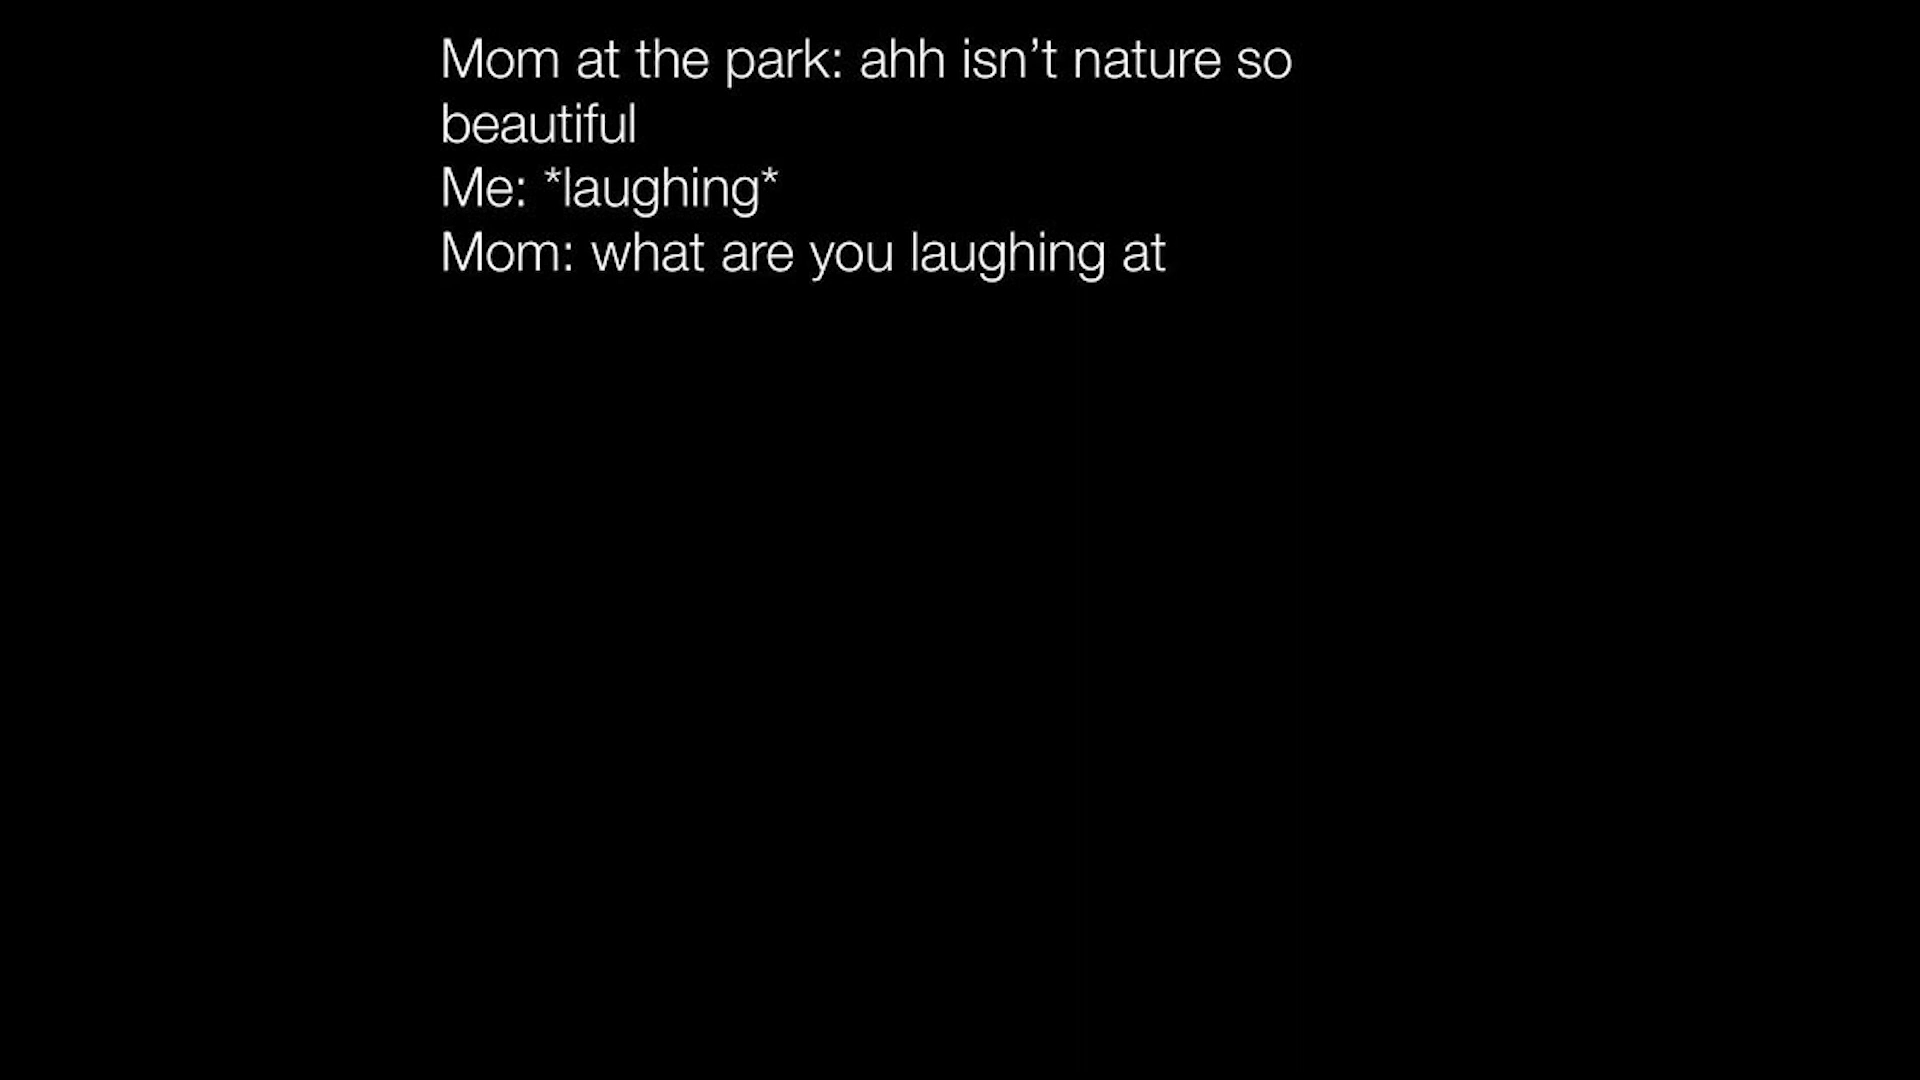 Mom at the park: ahh isn’t nature so
beautiful
Me: *laughing*
Mom: what are you laughing at